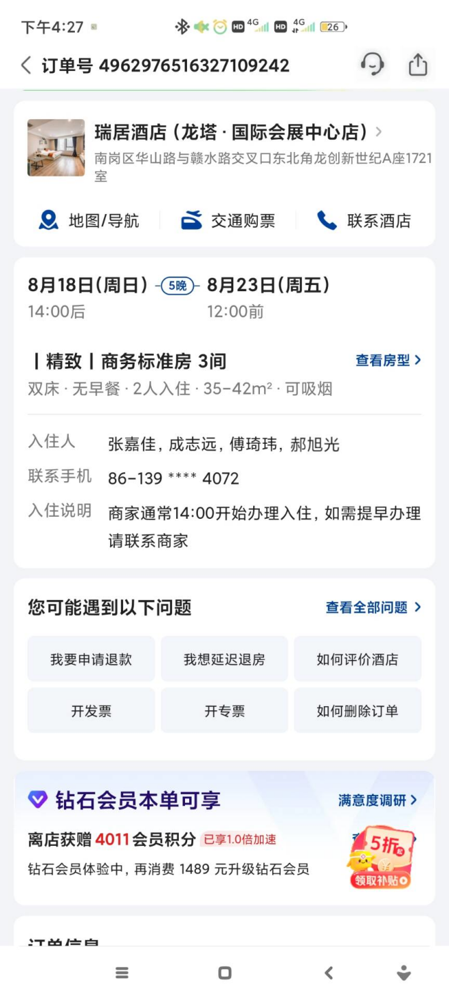 下午4:27
HD 4G HD 4G 26
订单号 4962976516327109242
瑞居酒店（龙塔·国际会展中心店）
南岗区华山路与赣水路交叉口东北角龙创新世纪A座1721
室
地图/导航 交通购票 联系酒店
8月18日(周日) 5晚 8月23日(周五)
14:00后 12:00前
丨精致丨商务标准房 3间 查看房型
双床·无早餐·2人入住·35-42m²·可吸烟
入住人 张嘉佳, 成志远, 傅琦玮, 郝旭光
联系手机 86-139 **** 4072
入住说明 商家通常14:00开始办理入住, 如需提早办理
请联系商家
您可能遇到以下问题 查看全部问题
我要申请退款 我想延迟退房 如何评价酒店
开发票 开专票 如何删除订单
钻石会员本单可享 满意度调研
离店获赠4011会员积分 已享1.0倍加速
5折
钻石会员体验中, 再消费 1489 元升级钻石会员
领取补贴
订单信息